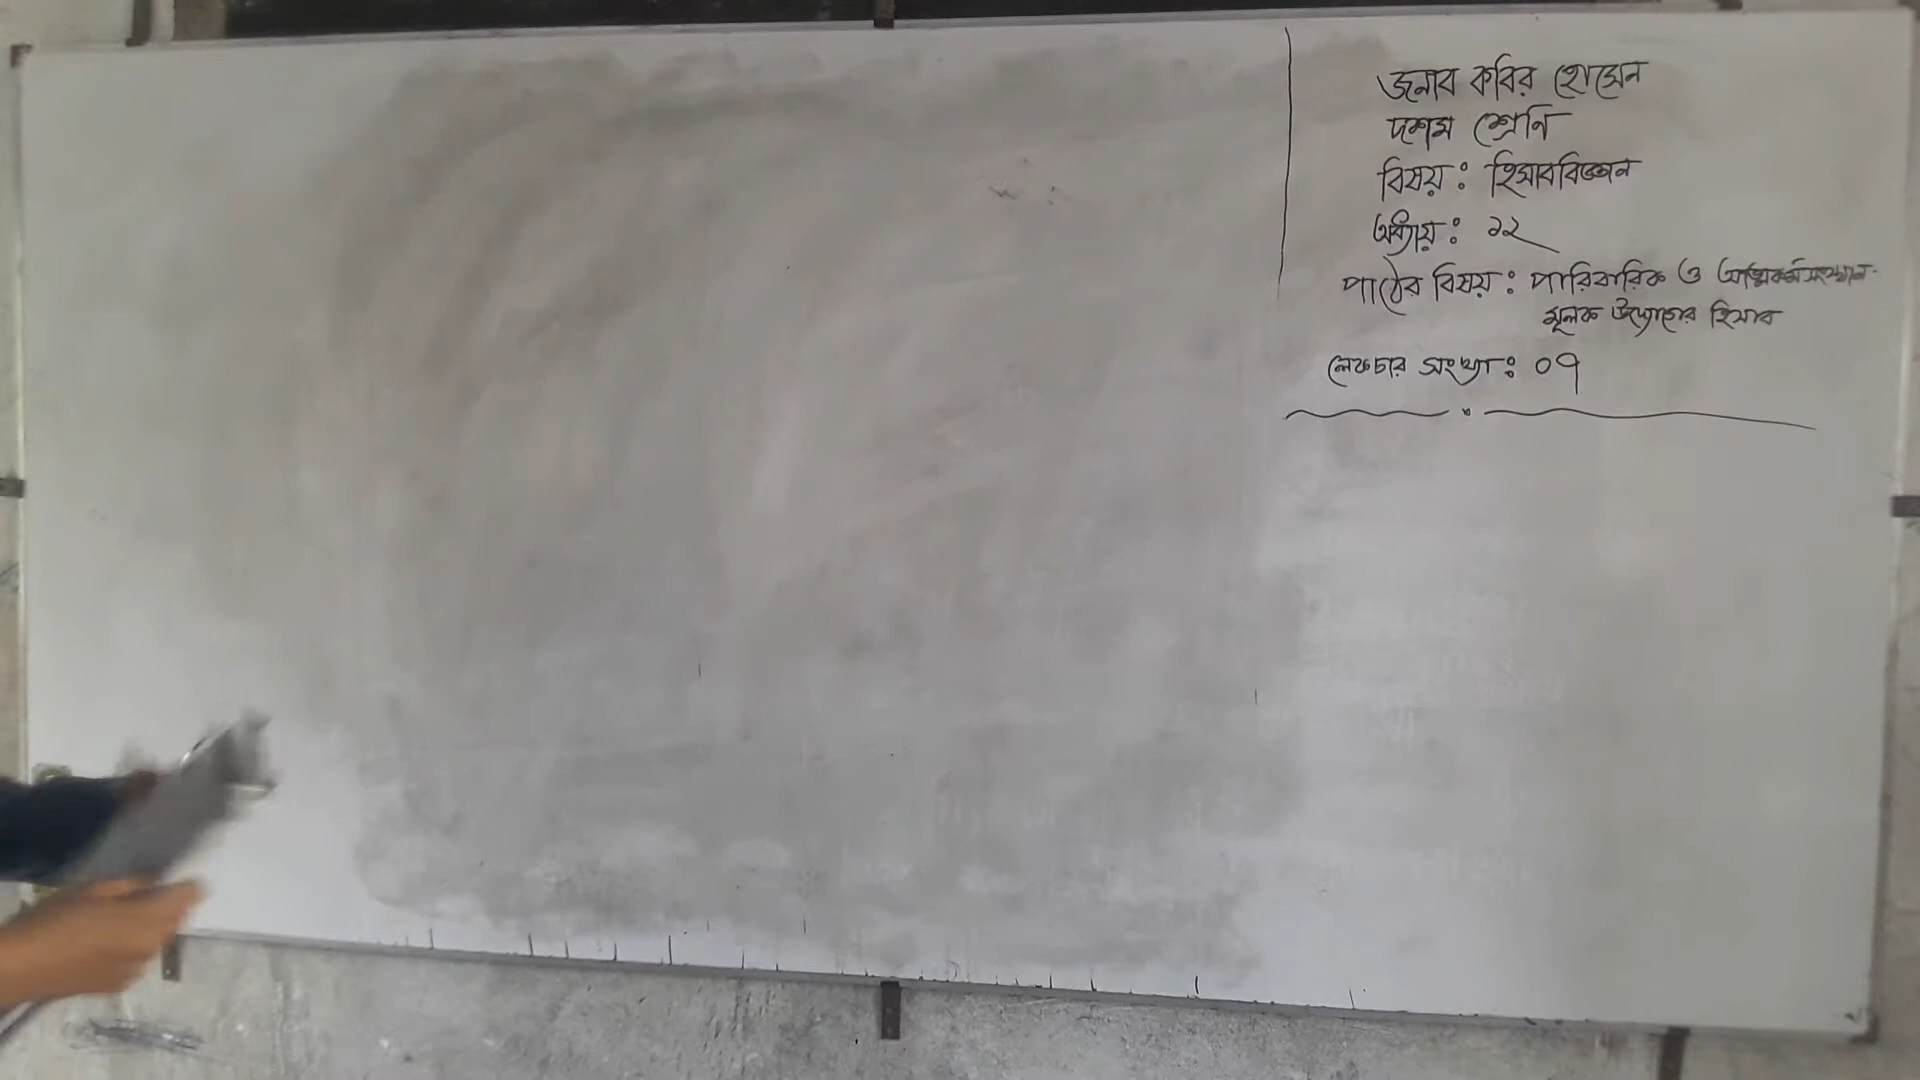 জনাব কবির হোসেন
দশম শ্রেনি
বিষয়ঃ হিসাববিজ্ঞান
অধ্যায়ঃ ১২
পাঠের বিষয়ঃ পারিবারিক ও আত্মকর্মসংস্থান-
মূলক উদ্যোগের হিসাব
লেকচার সংখ্যাঃ ০৭